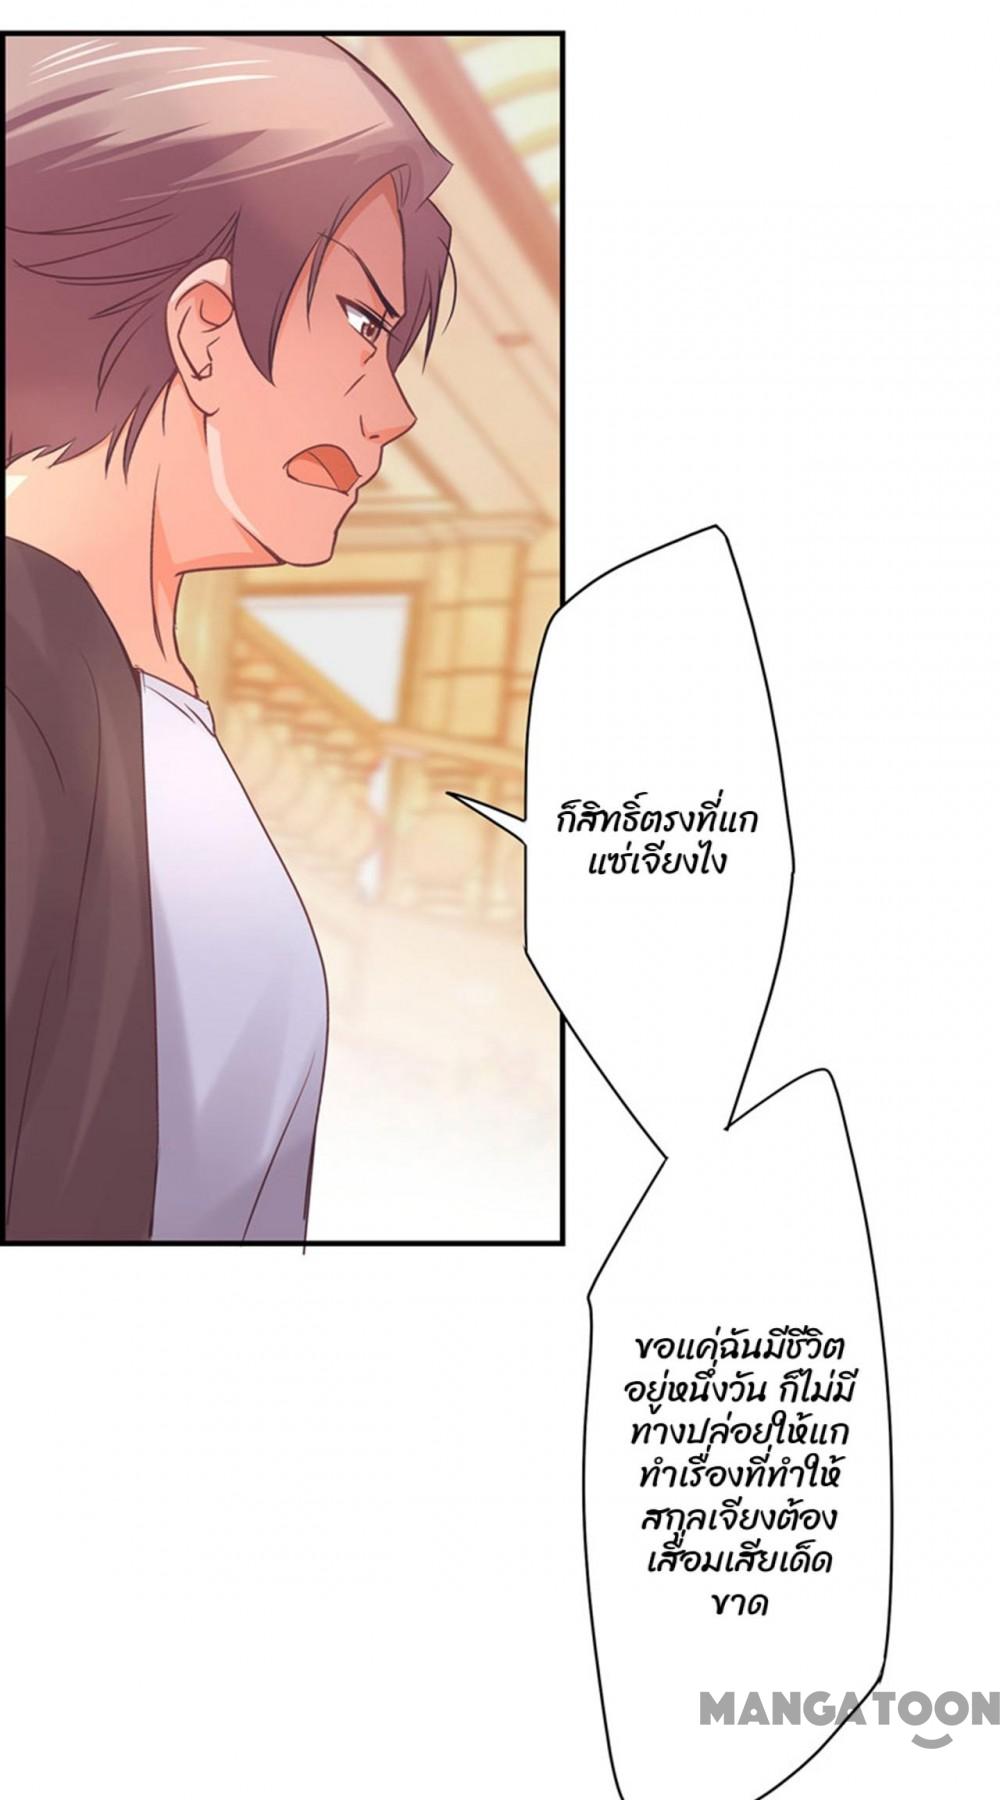 ก็สิทธิ์ตรงที่แก
แซ่เจียงไง
ขอแค่ฉันมีชีวิต
อยู่หนึ่งวัน ก็ไม่มี
ทางปล่อยให้แก
ทำเรื่องที่ทำให้
สกุลเจียงต้อง
เสื่อมเสียเด็ด
ขาด
MANGATOON